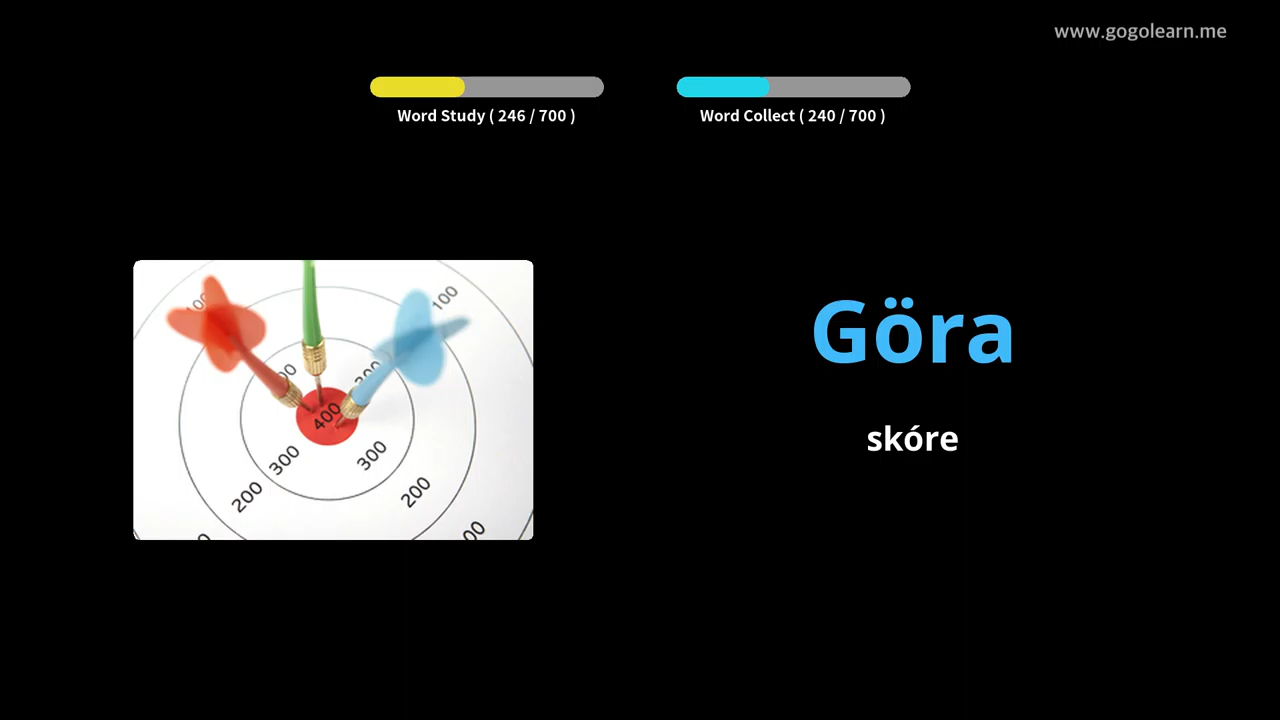 www.gogolearn.me
Word Study ( 246 / 700 )
Word Collect ( 240 / 700 )
100
100
200
400
300
300
200
200
Göra
skóre